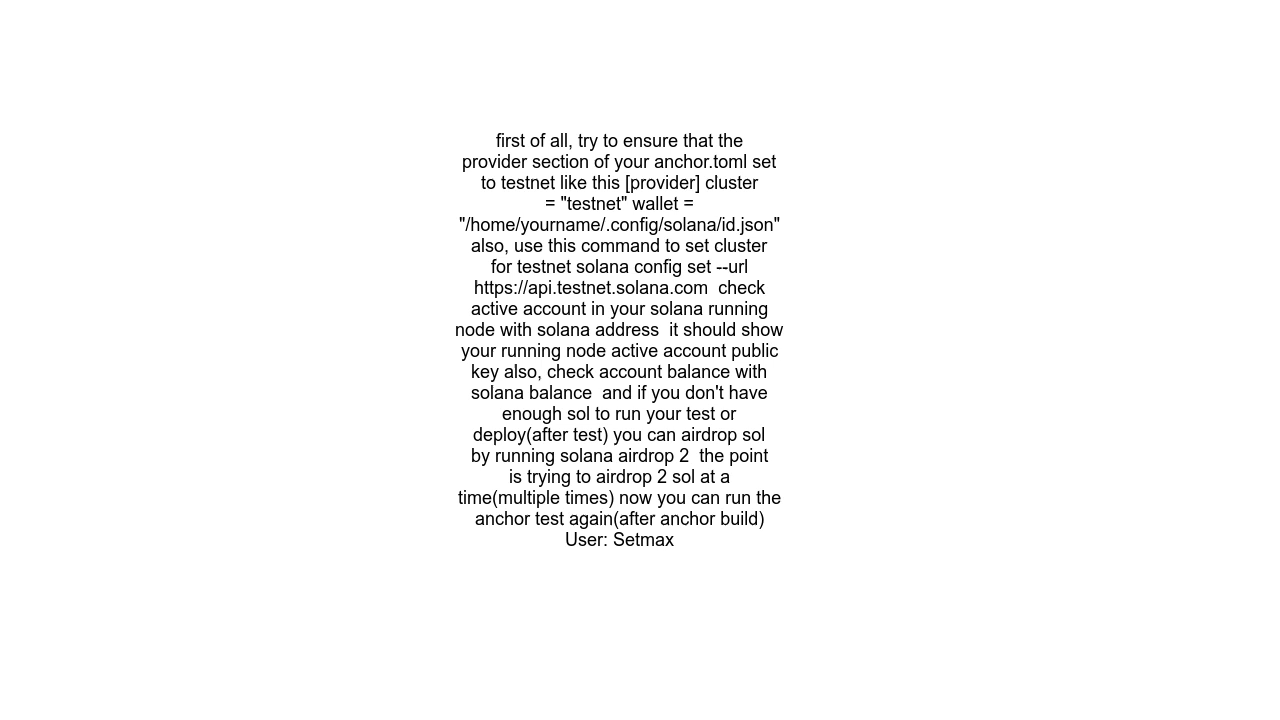 first of all, try to ensure that the
provider section of your anchor.toml set
to testnet like this [provider] cluster
= "testnet" wallet =
"/home/yourname/.config/solana/id.json"
also, use this command to set cluster
for testnet solana config set --url
https://api.testnet.solana.com  check
active account in your solana running
node with solana address  it should show
your running node active account public
key also, check account balance with
solana balance  and if you don't have
enough sol to run your test or
deploy(after test) you can airdrop sol
by running solana airdrop 2  the point
is trying to airdrop 2 sol at a
time(multiple times) now you can run the
anchor test again(after anchor build)
User: Setmax